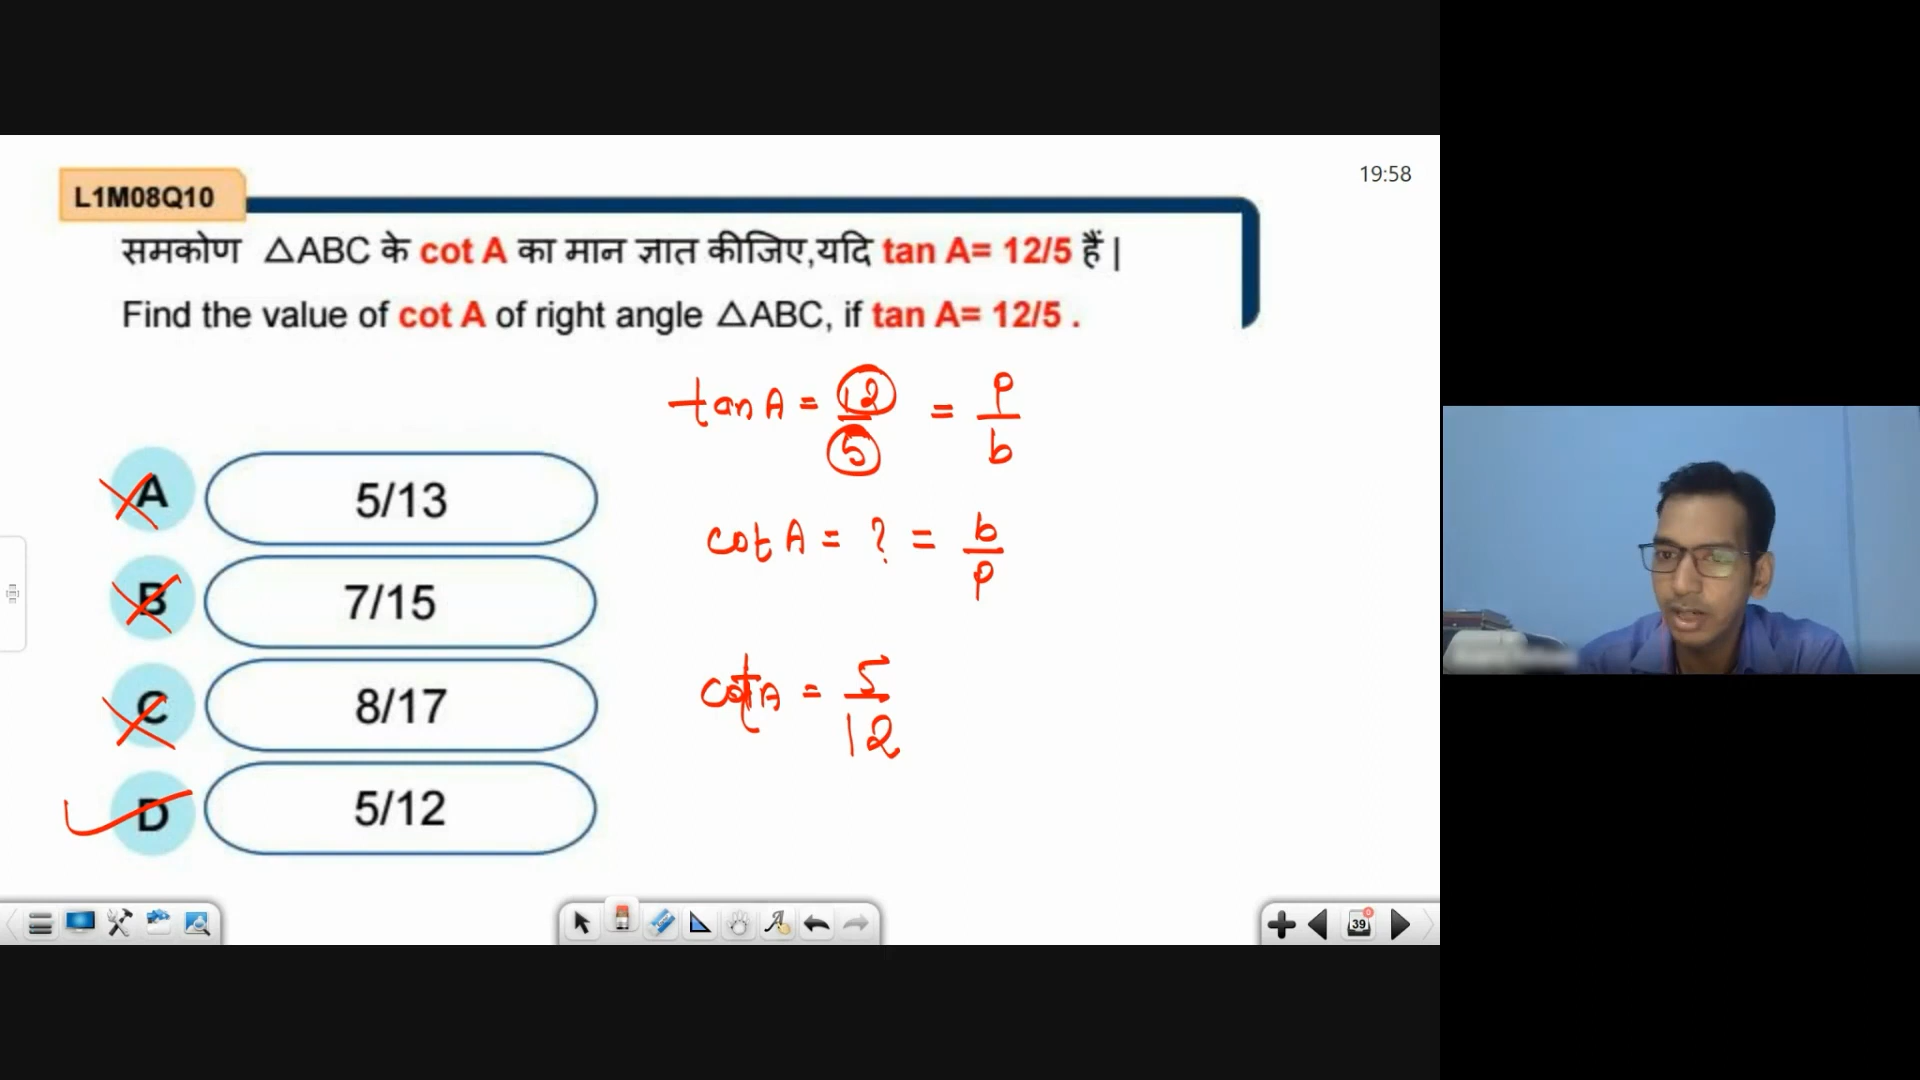 19:58
L1M08Q10
समकोण △ABC के cot A का मान ज्ञात कीजिए,यदि tan A= 12/5 हैं |
Find the value of cot A of right angle △ABC, if tan A= 12/5 .
tan A = 12/5 = p/b
cot A = ? = b/p
cot A = 5/12
A 5/13
B 7/15
C 8/17
D 5/12
39